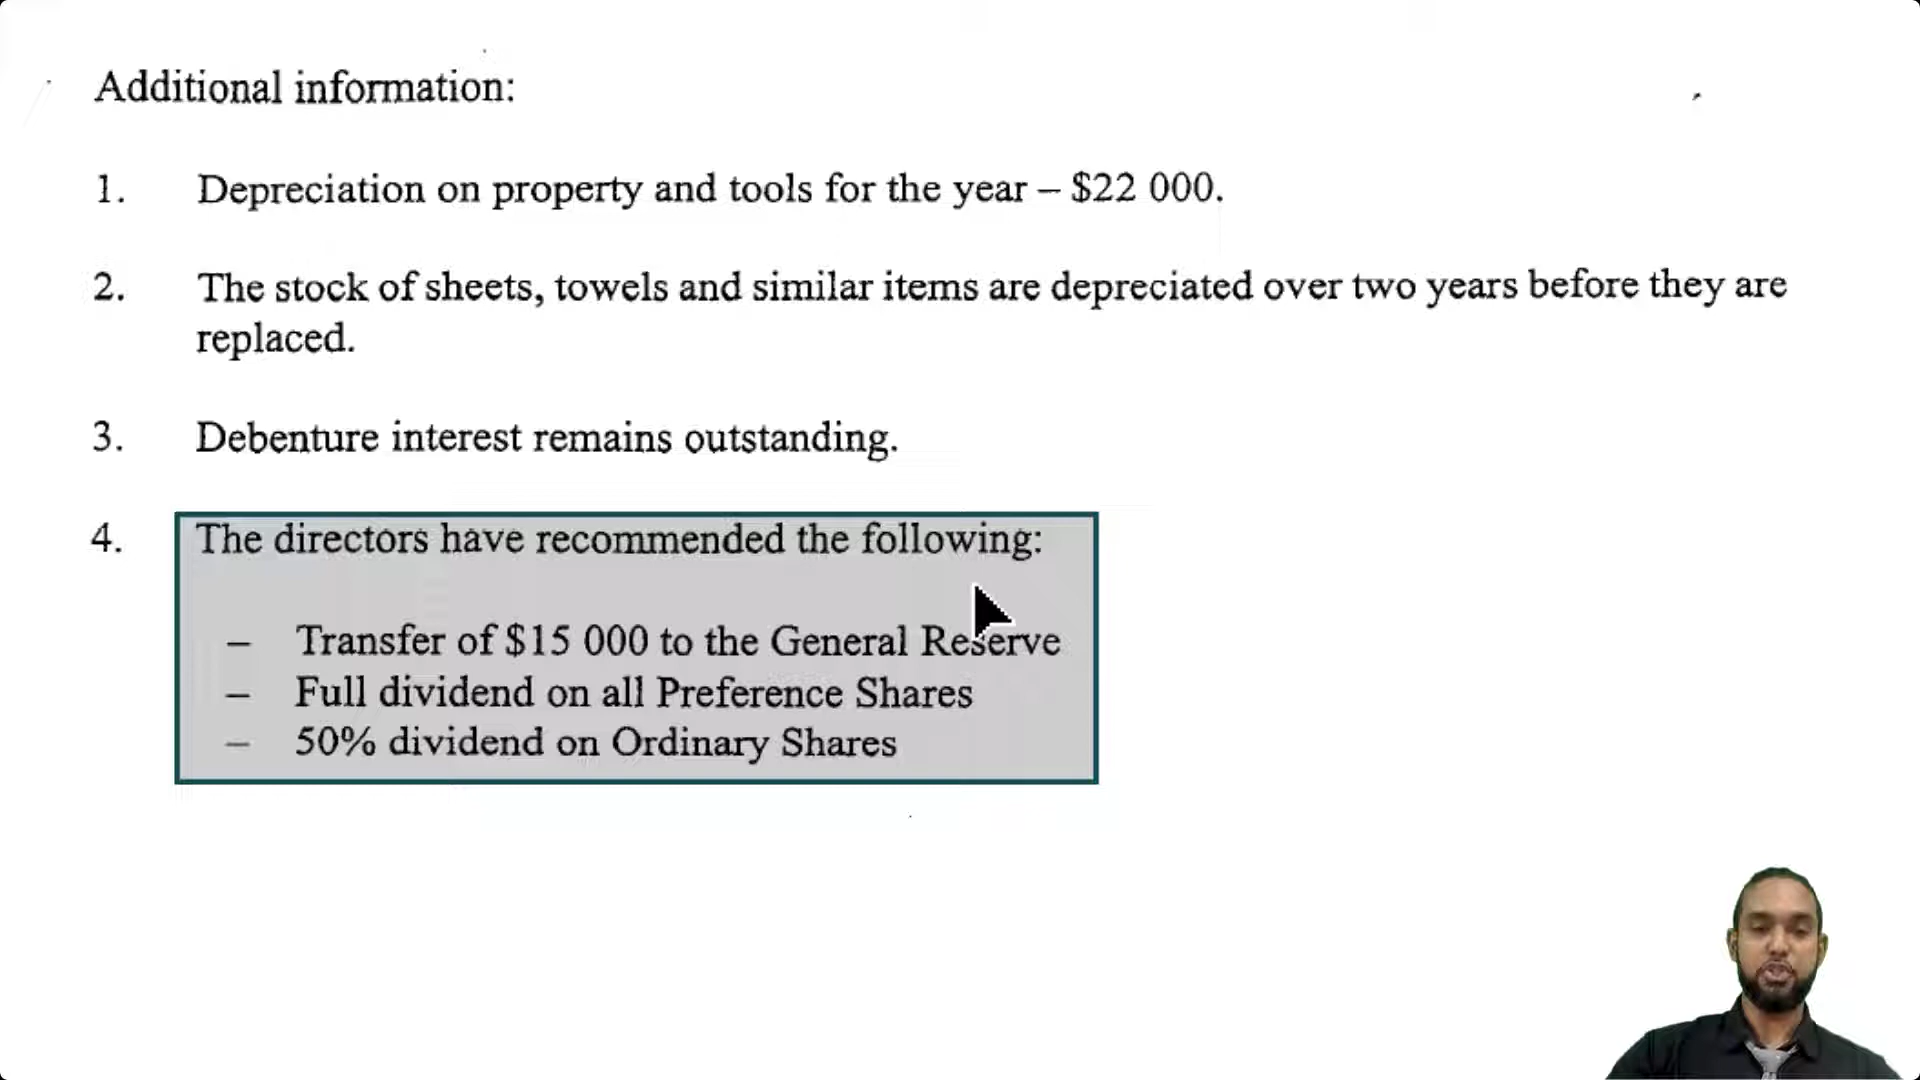 Additional information:
1. Depreciation on property and tools for the year – $22 000.
2. The stock of sheets, towels and similar items are depreciated over two years before they are
replaced.
3. Debenture interest remains outstanding.
4. The directors have recommended the following:
– Transfer of $15 000 to the General Reserve
– Full dividend on all Preference Shares
– 50% dividend on Ordinary Shares